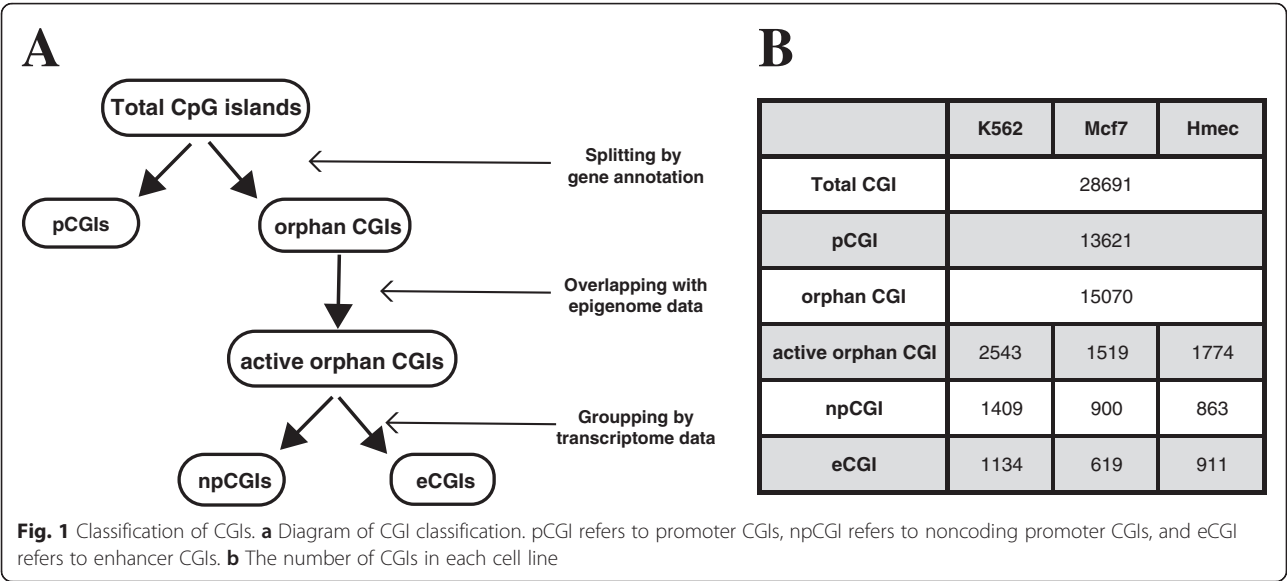 A
Total CpG islands
Splitting by
gene annotation
pCGIs
orphan CGIs
Overlapping with
epigenome data
active orphan CGIs
Groupping by
transcriptome data
npCGIs
eCGIs
B
K562 Mcf7 Hmec
Total CGI 28691
pCGI 13621
orphan CGI 15070
active orphan CGI 2543 1519 1774
npCGI 1409 900 863
eCGI 1134 619 911
Fig. 1 Classification of CGIs. a Diagram of CGI classification. pCGI refers to promoter CGIs, npCGI refers to noncoding promoter CGIs, and eCGI
refers to enhancer CGIs. b The number of CGIs in each cell line